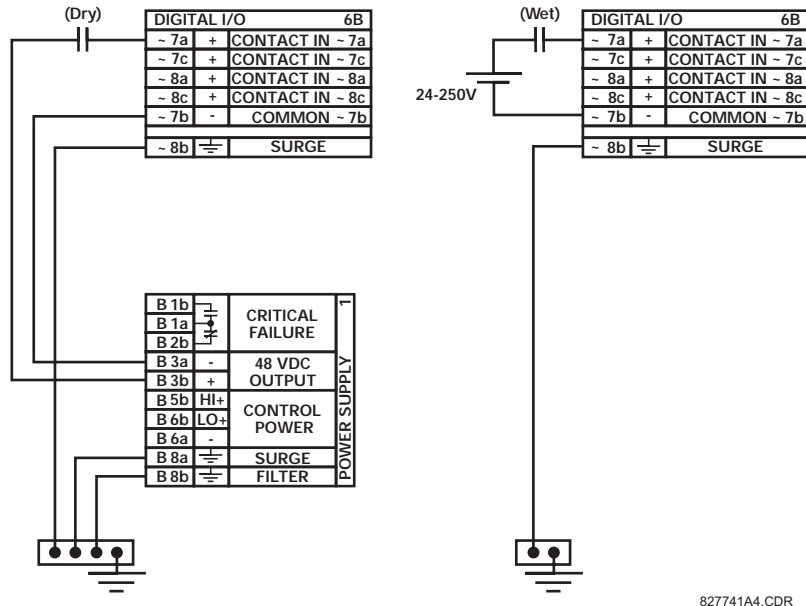 (Dry)
DIGITAL I/O 6B
~ 7a + CONTACT IN ~ 7a
~ 7c + CONTACT IN ~ 7c
~ 8a + CONTACT IN ~ 8a
~ 8c + CONTACT IN ~ 8c
~ 7b - COMMON ~ 7b
~ 8b SURGE
(Wet)
24-250V
DIGITAL I/O 6B
~ 7a + CONTACT IN ~ 7a
~ 7c + CONTACT IN ~ 7c
~ 8a + CONTACT IN ~ 8a
~ 8c + CONTACT IN ~ 8c
~ 7b - COMMON ~ 7b
~ 8b SURGE
B 1b
B 1a
B 2b
CRITICAL
FAILURE
B 3a -
B 3b +
48 VDC
OUTPUT
B 5b HI+
B 6b LO+
B 6a -
CONTROL
POWER
B 8a SURGE
B 8b FILTER
POWER SUPPLY 1
827741A4.CDR